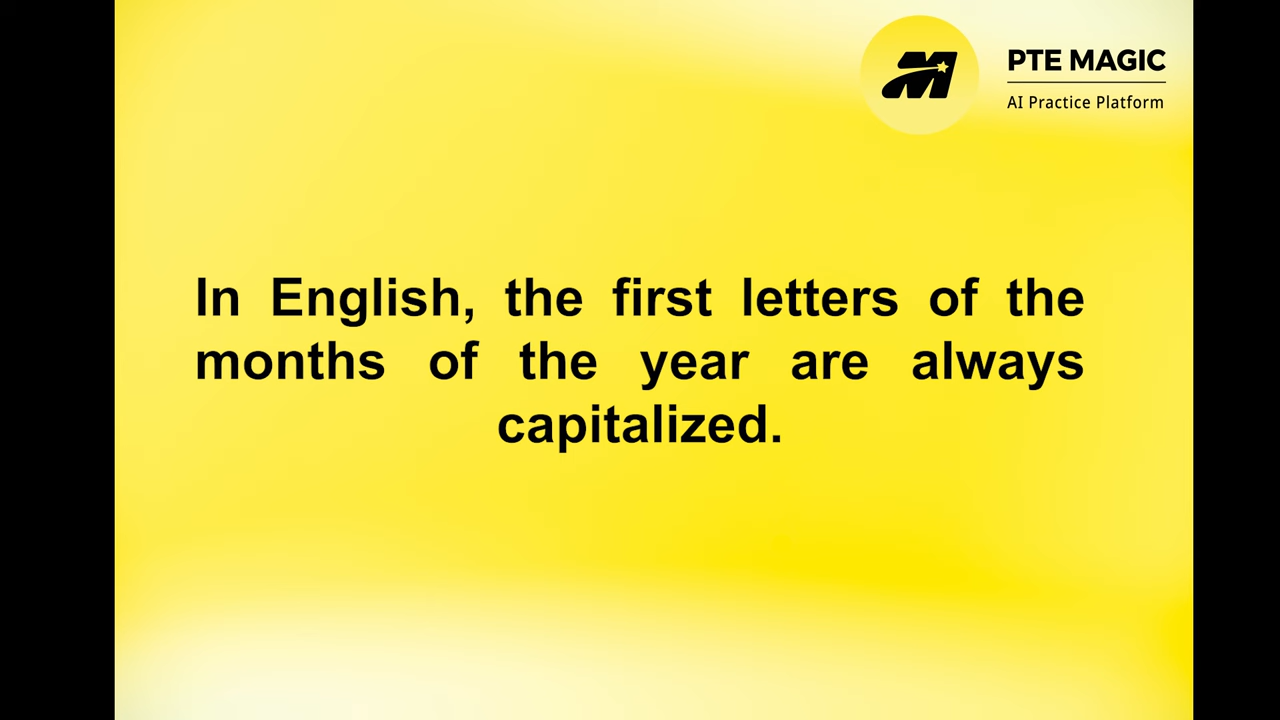 PTE MAGIC
AI Practice Platform
In English, the first letters of the
months of the year are always
capitalized.